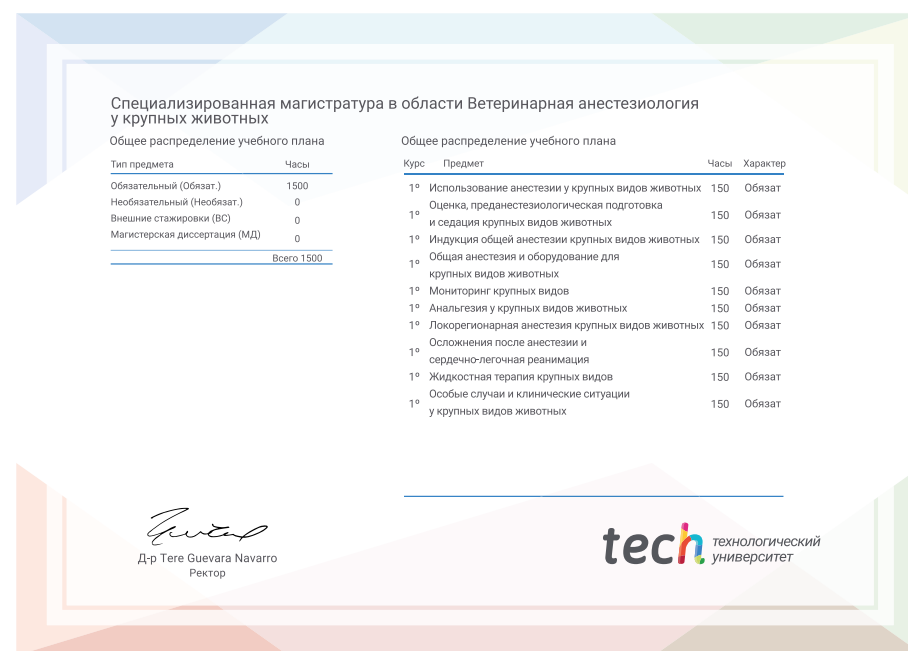 Специализированная магистратура в области Ветеринарная анестезиология
у крупных животных
Общее распределение учебного плана
Тип предмета Часы
Обязательный (Обязат.) 1500
Необязательный (Необязат.) 0
Внешние стажировки (ВС) 0
Магистерская диссертация (МД) 0
Всего 1500
Общее распределение учебного плана
Курс Предмет Часы Характер
1º Использование анестезии у крупных видов животных 150 Обязат
Оценка, преданестезиологическая подготовка
1º и седация крупных видов животных 150 Обязат
1º Индукция общей анестезии крупных видов животных 150 Обязат
Общая анестезия и оборудование для
1º крупных видов животных 150 Обязат
1º Мониторинг крупных видов 150 Обязат
1º Анальгезия у крупных видов животных 150 Обязат
1º Локорегионарная анестезия крупных видов животных 150 Обязат
Осложнения после анестезии и
1º сердечно-легочная реанимация 150 Обязат
1º Жидкостная терапия крупных видов 150 Обязат
Особые случаи и клинические ситуации
1º у крупных видов животных 150 Обязат
Д-р Tere Guevara Navarro
Ректор
tech технологический
университет